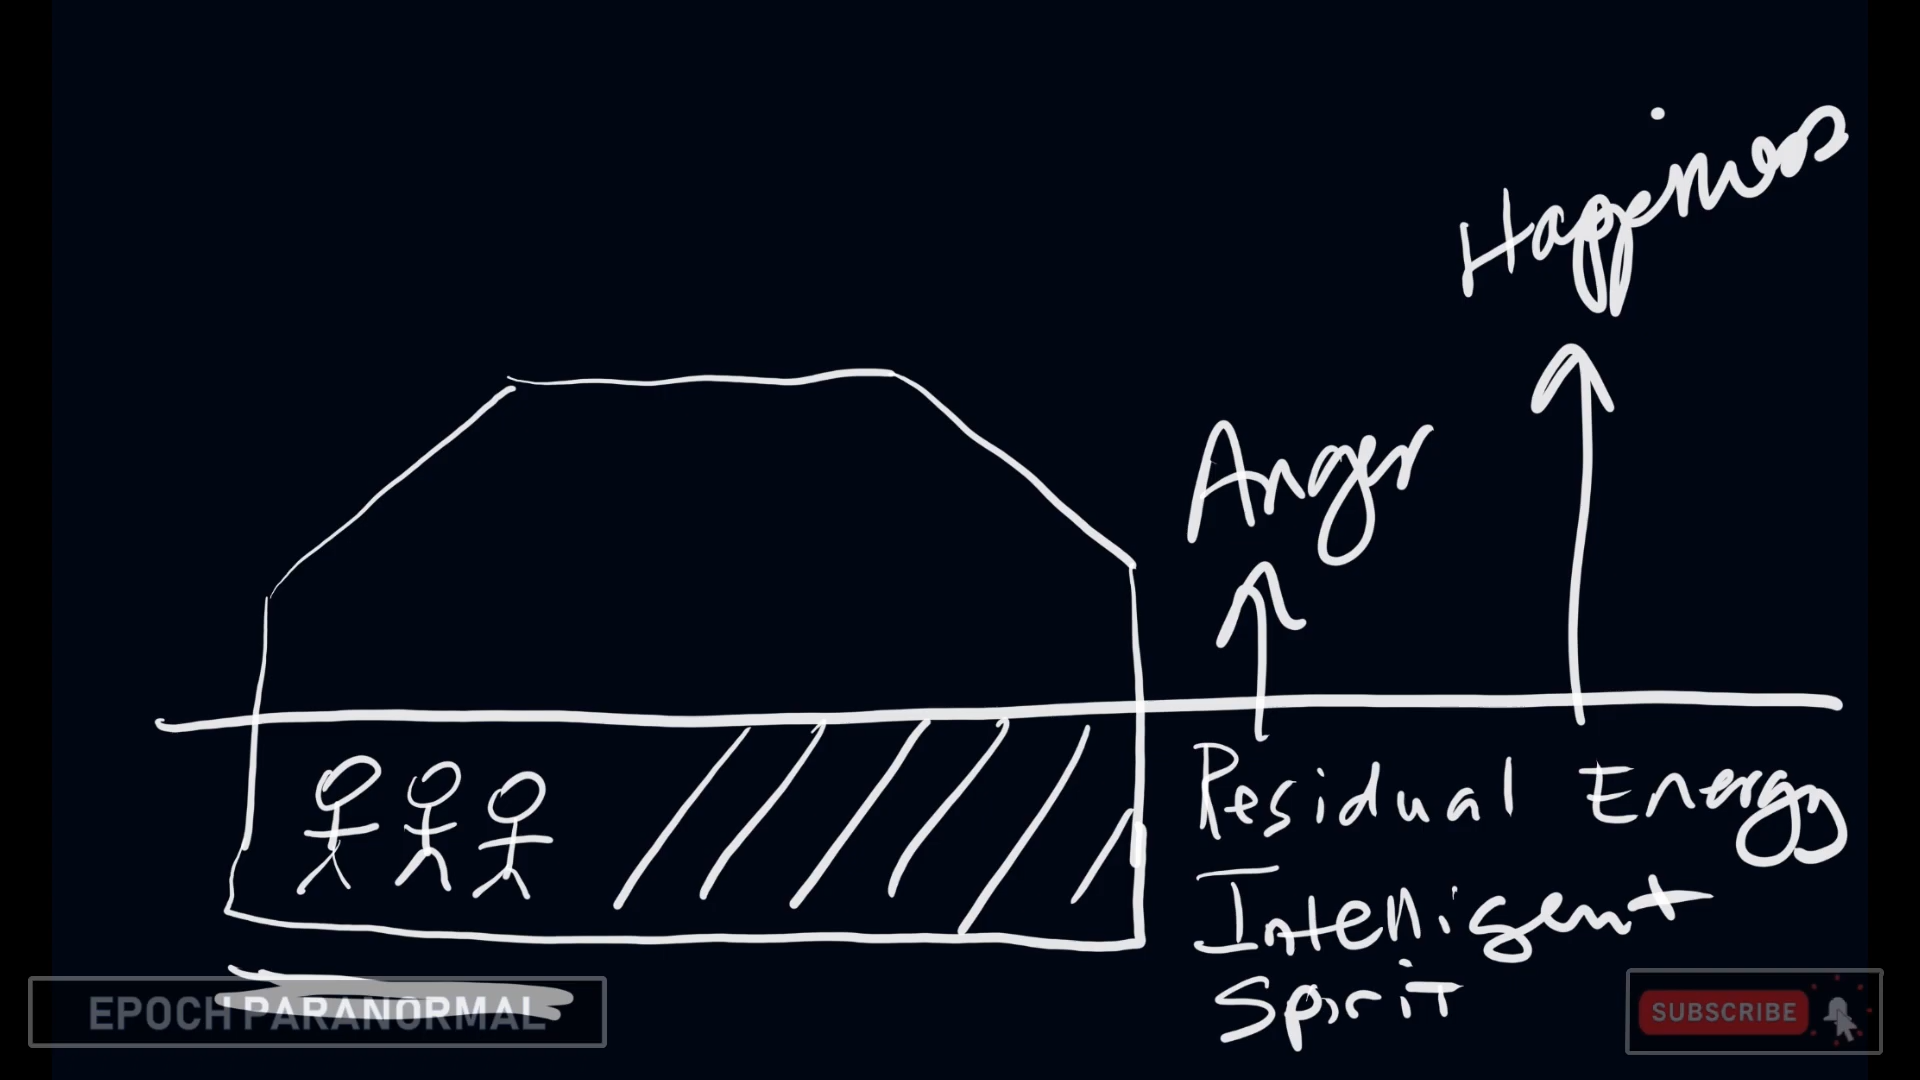 Happiness
Anger
Residual Energy
Intelligent
Spirit
EPOCH PARANORMAL
SUBSCRIBE